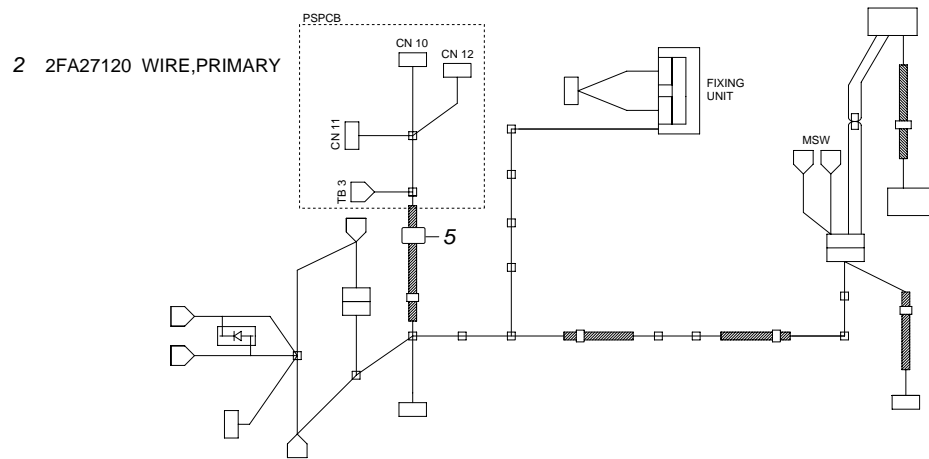 PSPCB
CN 10
CN 12
2 2FA27120 WIRE,PRIMARY
FIXING
UNIT
CN 11
MSW
TB 3
5